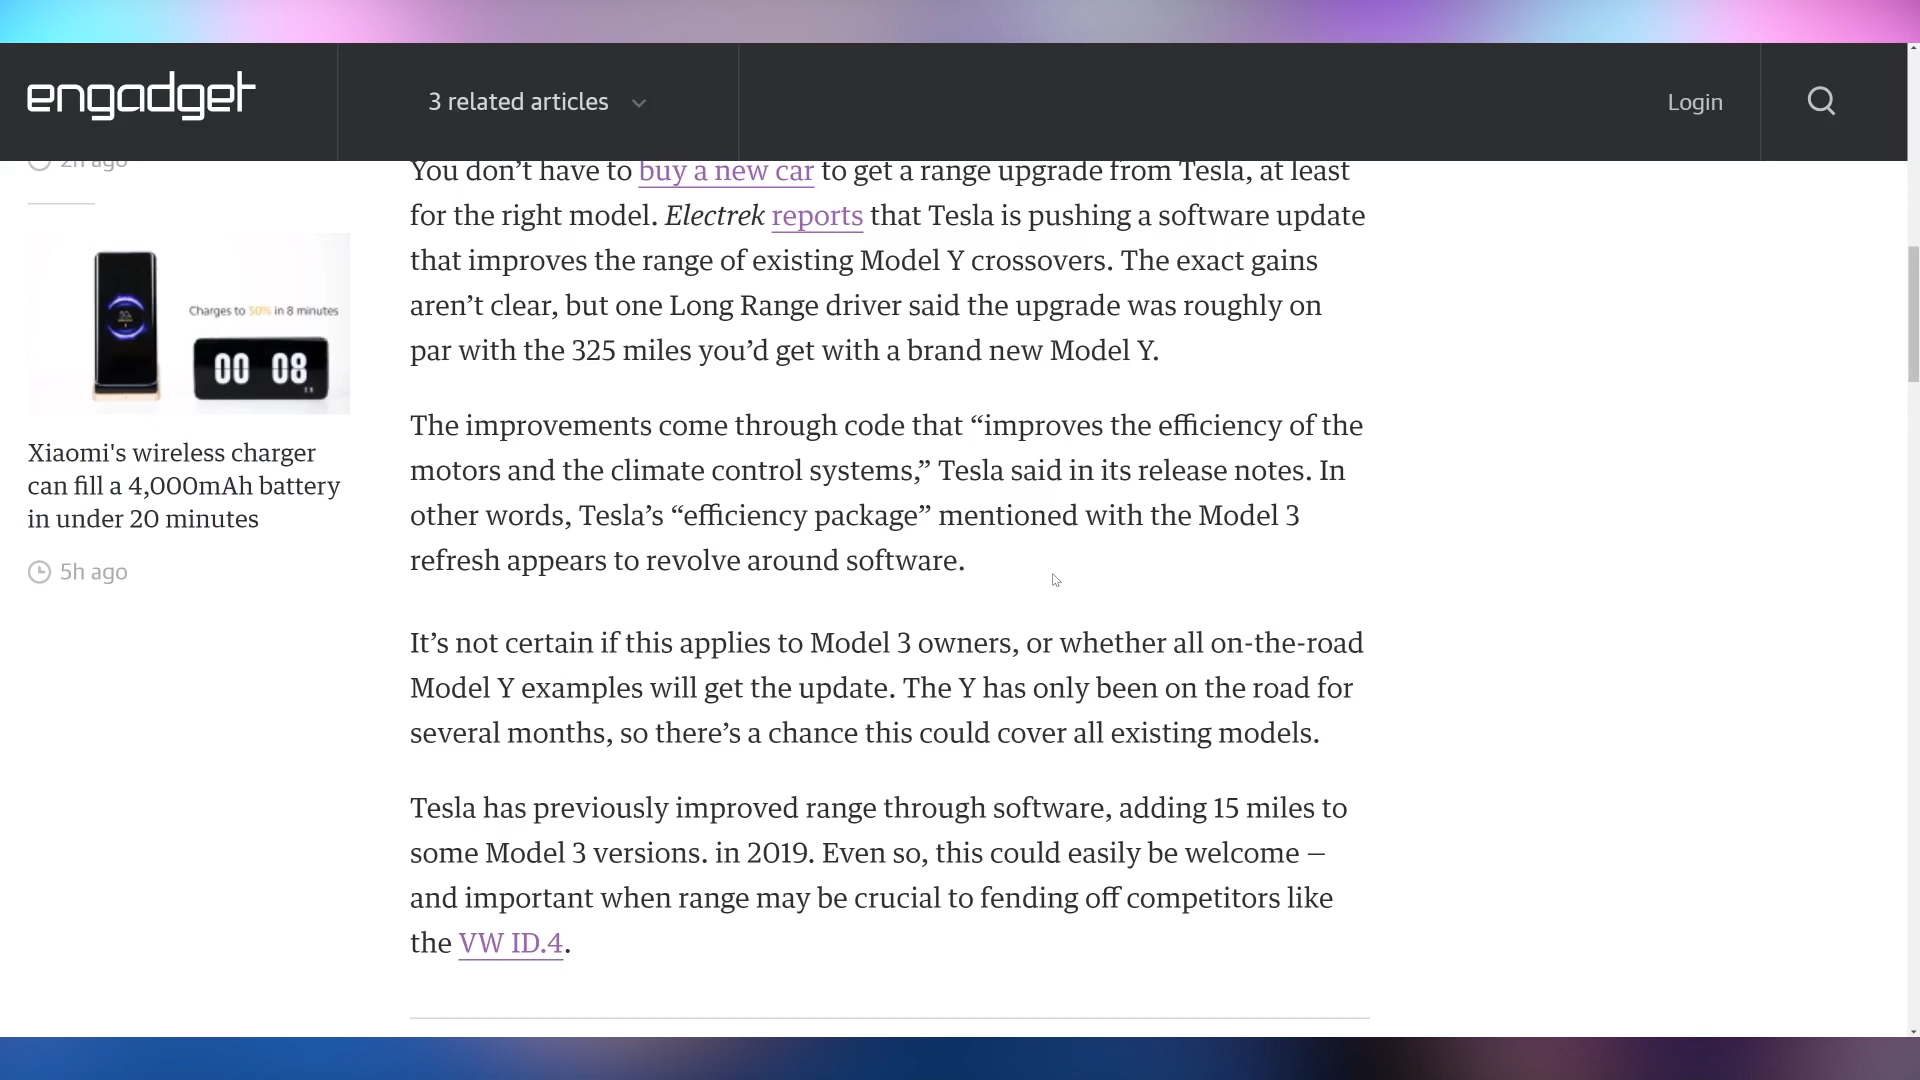 engadget
3 related articles
Login
2h ago
Charges to 50% in 8 minutes
00 08
Xiaomi's wireless charger
can fill a 4,000mAh battery
in under 20 minutes
5h ago
You don’t have to buy a new car to get a range upgrade from Tesla, at least
for the right model. Electrek reports that Tesla is pushing a software update
that improves the range of existing Model Y crossovers. The exact gains
aren’t clear, but one Long Range driver said the upgrade was roughly on
par with the 325 miles you’d get with a brand new Model Y.
The improvements come through code that “improves the efficiency of the
motors and the climate control systems,” Tesla said in its release notes. In
other words, Tesla’s “efficiency package” mentioned with the Model 3
refresh appears to revolve around software.
It’s not certain if this applies to Model 3 owners, or whether all on-the-road
Model Y examples will get the update. The Y has only been on the road for
several months, so there’s a chance this could cover all existing models.
Tesla has previously improved range through software, adding 15 miles to
some Model 3 versions. in 2019. Even so, this could easily be welcome —
and important when range may be crucial to fending off competitors like
the VW ID.4.